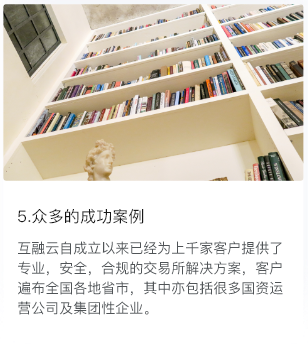 5.众多的成功案例
互融云自成立以来已经为上千家客户提供了
专业，安全，合规的交易所解决方案，客户
遍布全国各地省市，其中亦包括很多国资运
营公司及集团性企业。